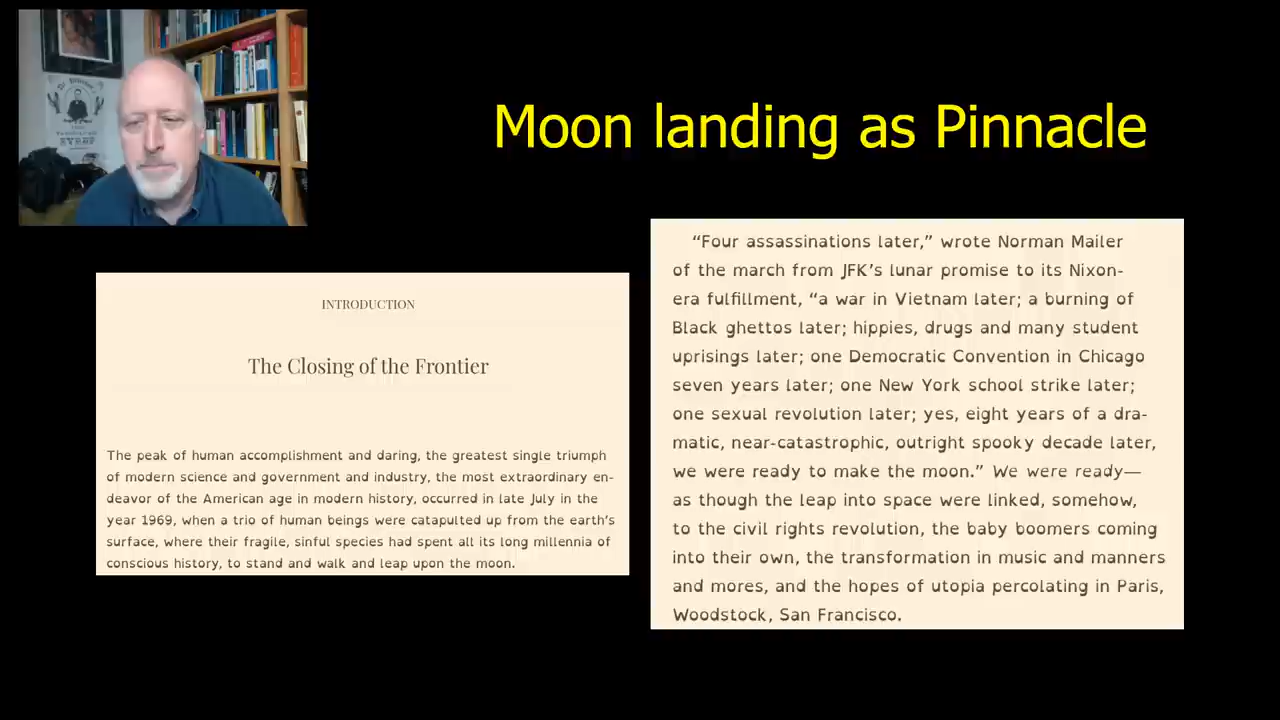 Moon landing as Pinnacle
INTRODUCTION
The Closing of the Frontier
The peak of human accomplishment and daring, the greatest single triumph
of modern science and government and industry, the most extraordinary en-
deavor of the American age in modern history, occurred in late July in the
year 1969, when a trio of human beings were catapulted up from the earth's
surface, where their fragile, sinful species had spent all its long millennia of
conscious history, to stand and walk and leap upon the moon.
“Four assassinations later,” wrote Norman Mailer
of the march from JFK’s lunar promise to its Nixon-
era fulfillment, “a war in Vietnam later; a burning of
Black ghettos later; hippies, drugs and many student
uprisings later; one Democratic Convention in Chicago
seven years later; one New York school strike later;
one sexual revolution later; yes, eight years of a dra-
matic, near-catastrophic, outright spooky decade later,
we were ready to make the moon.” We were ready—
as though the leap into space were linked, somehow,
to the civil rights revolution, the baby boomers coming
into their own, the transformation in music and manners
and mores, and the hopes of utopia percolating in Paris,
Woodstock, San Francisco.